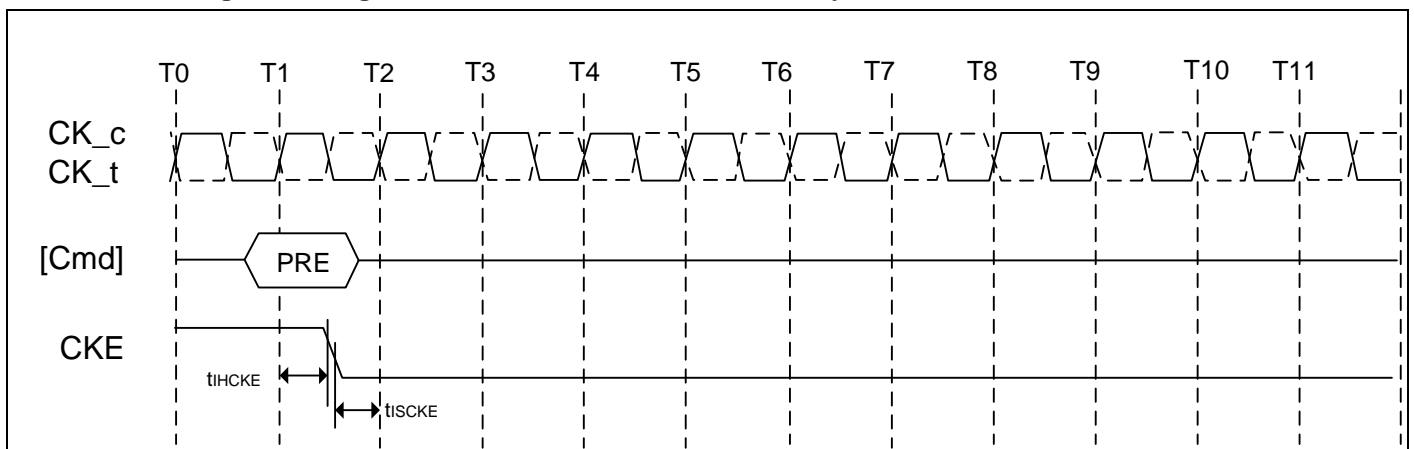 T0 T1 T2 T3 T4 T5 T6 T7 T8 T9 T10 T11
CK_c
CK_t
[Cmd] PRE
CKE
tIHCKE
tISCKE